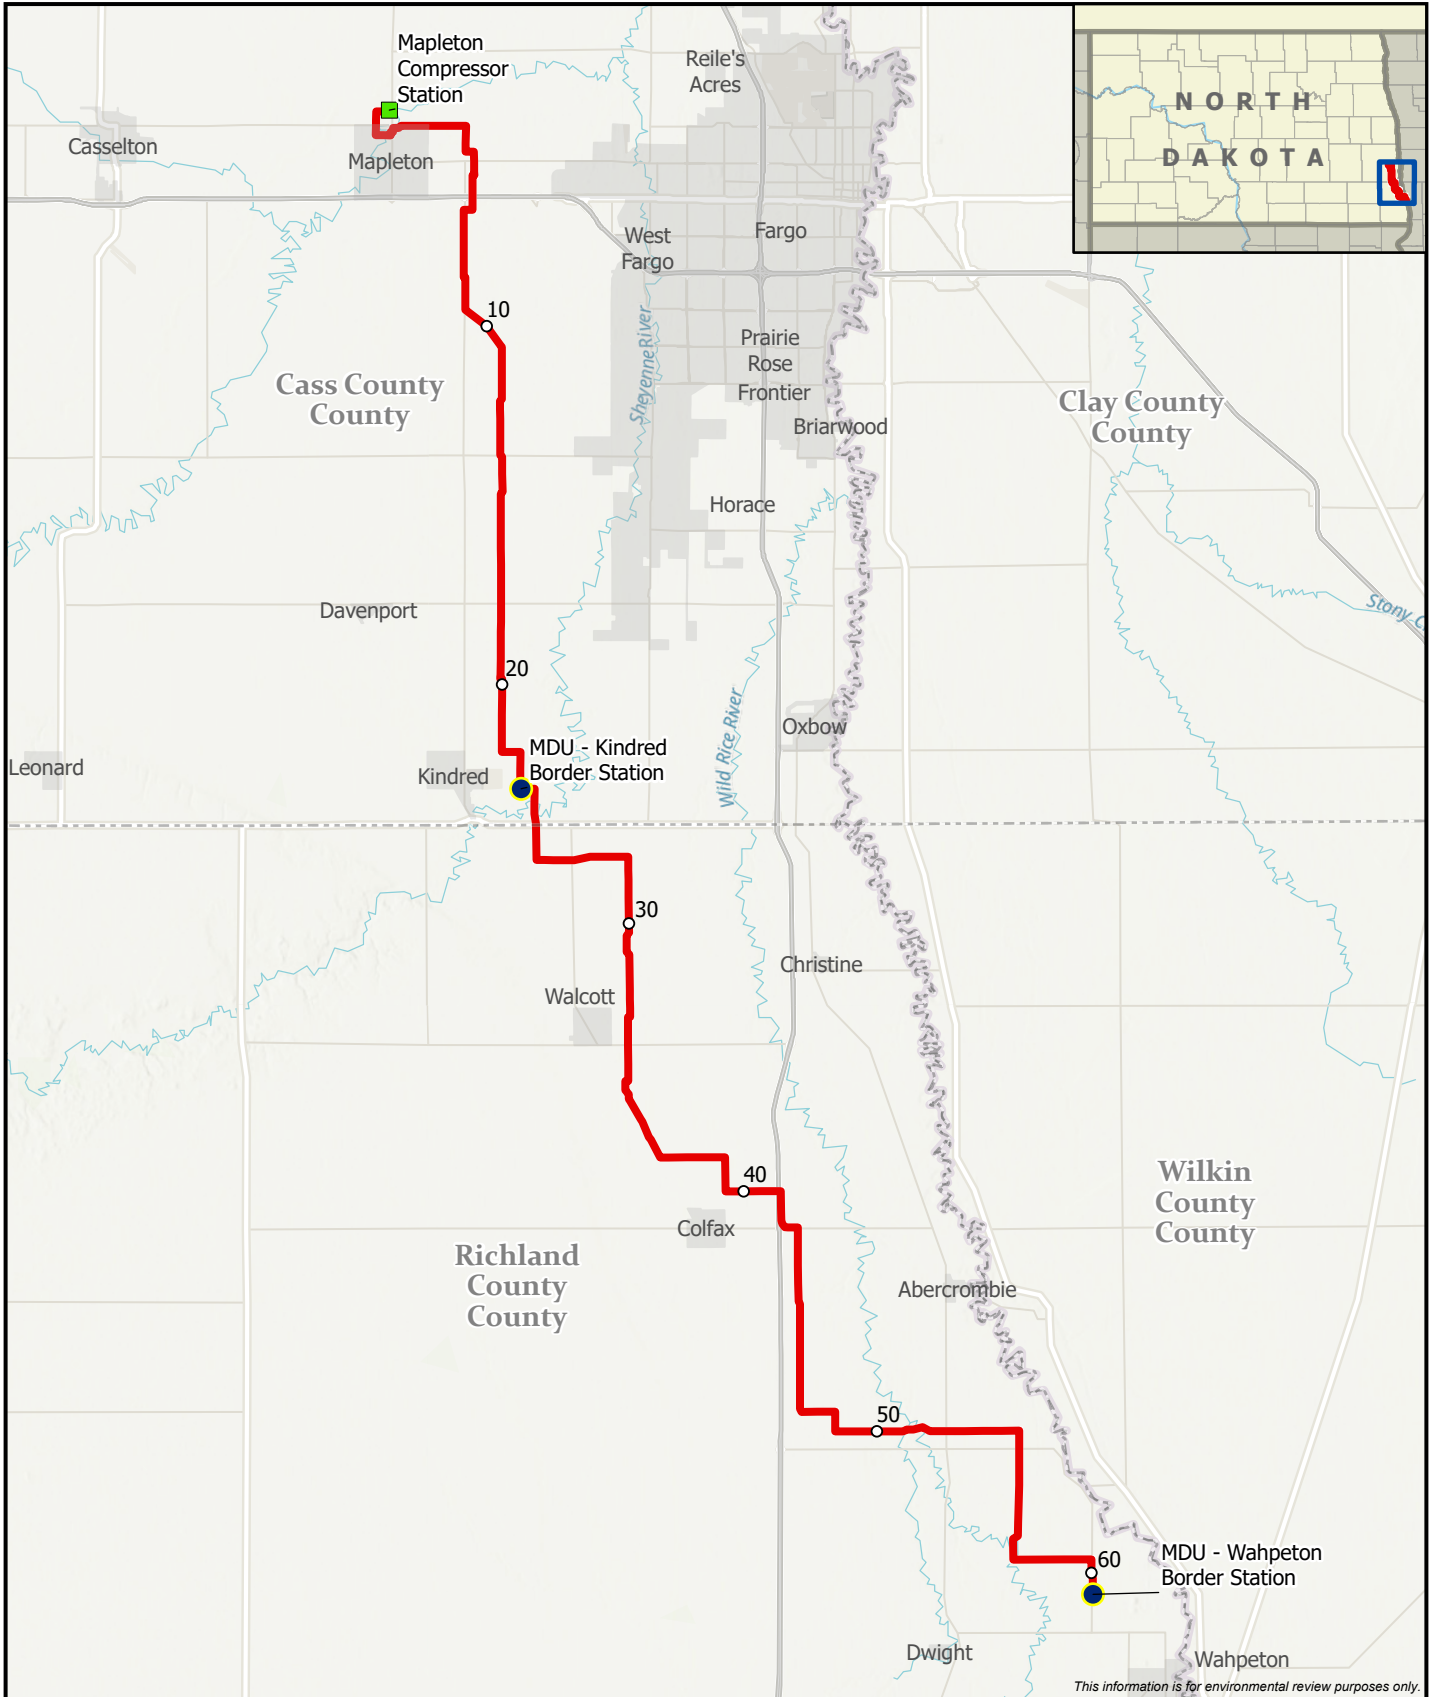 Mapleton
Compressor
Station
Reile's
Acres
NORTH
DAKOTA
Casselton
Mapleton
West
Fargo
Fargo
10
Sheyenne River
Prairie
Rose
Frontier
Cass County
County
Clay County
County
Briarwood
Horace
Davenport
Stony C
20
Wild Rice River
Oxbow
MDU - Kindred
Border Station
Leonard
Kindred
30
Christine
Walcott
40
Wilkin
County
County
Colfax
Richland
County
County
Abercrombie
50
60
MDU - Wahpeton
Border Station
Dwight
Wahpeton
This information is for environmental review purposes only.